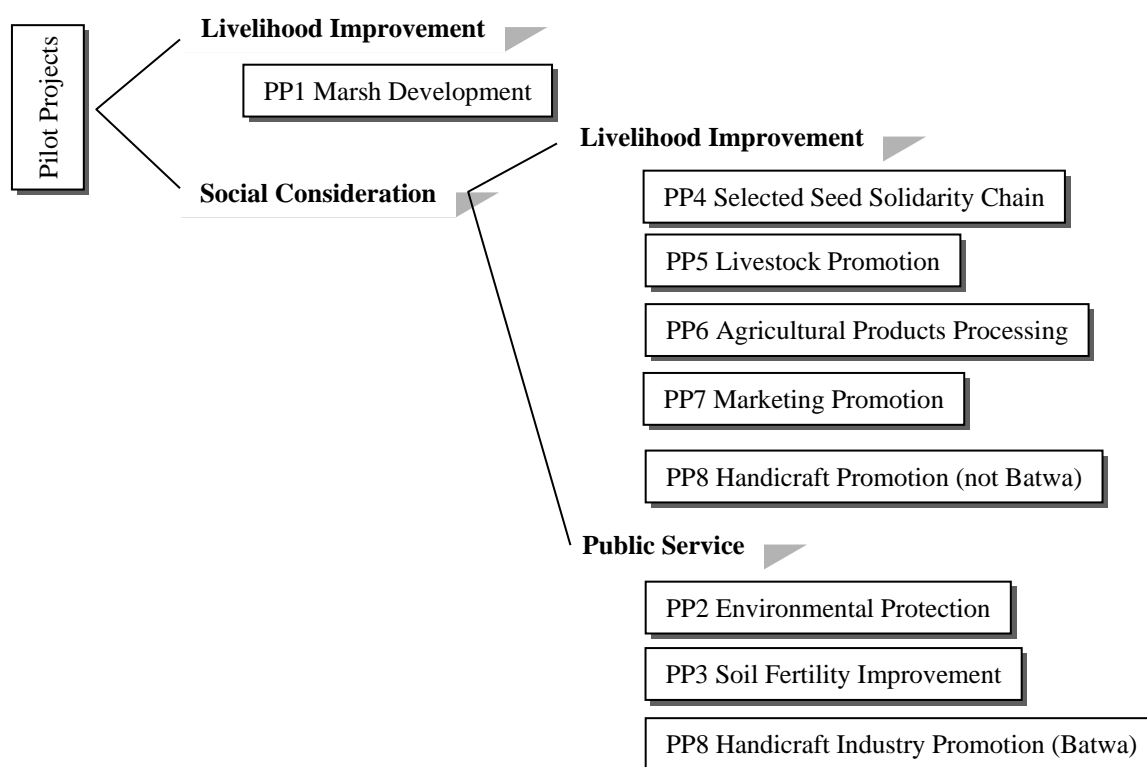 Pilot Projects
Livelihood Improvement
PP1 Marsh Development
Social Consideration
Livelihood Improvement
PP4 Selected Seed Solidarity Chain
PP5 Livestock Promotion
PP6 Agricultural Products Processing
PP7 Marketing Promotion
PP8 Handicraft Promotion (not Batwa)
Public Service
PP2 Environmental Protection
PP3 Soil Fertility Improvement
PP8 Handicraft Industry Promotion (Batwa)